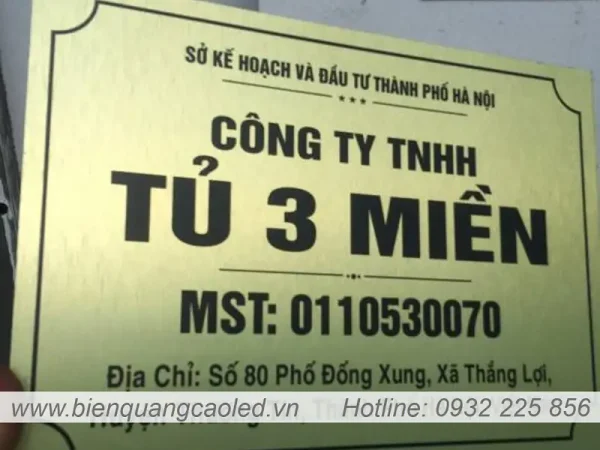 SỞ KẾ HOẠCH VÀ ĐẦU TƯ THÀNH PHỐ HÀ NỘI
CÔNG TY TNHH
TỦ 3 MIỀN
MST: 0110530070
Địa Chỉ: Số 80 Phố Đống Xung, Xã Thắng Lợi,
www.bienquangcaoled.vn Hotline: 0932 225 856